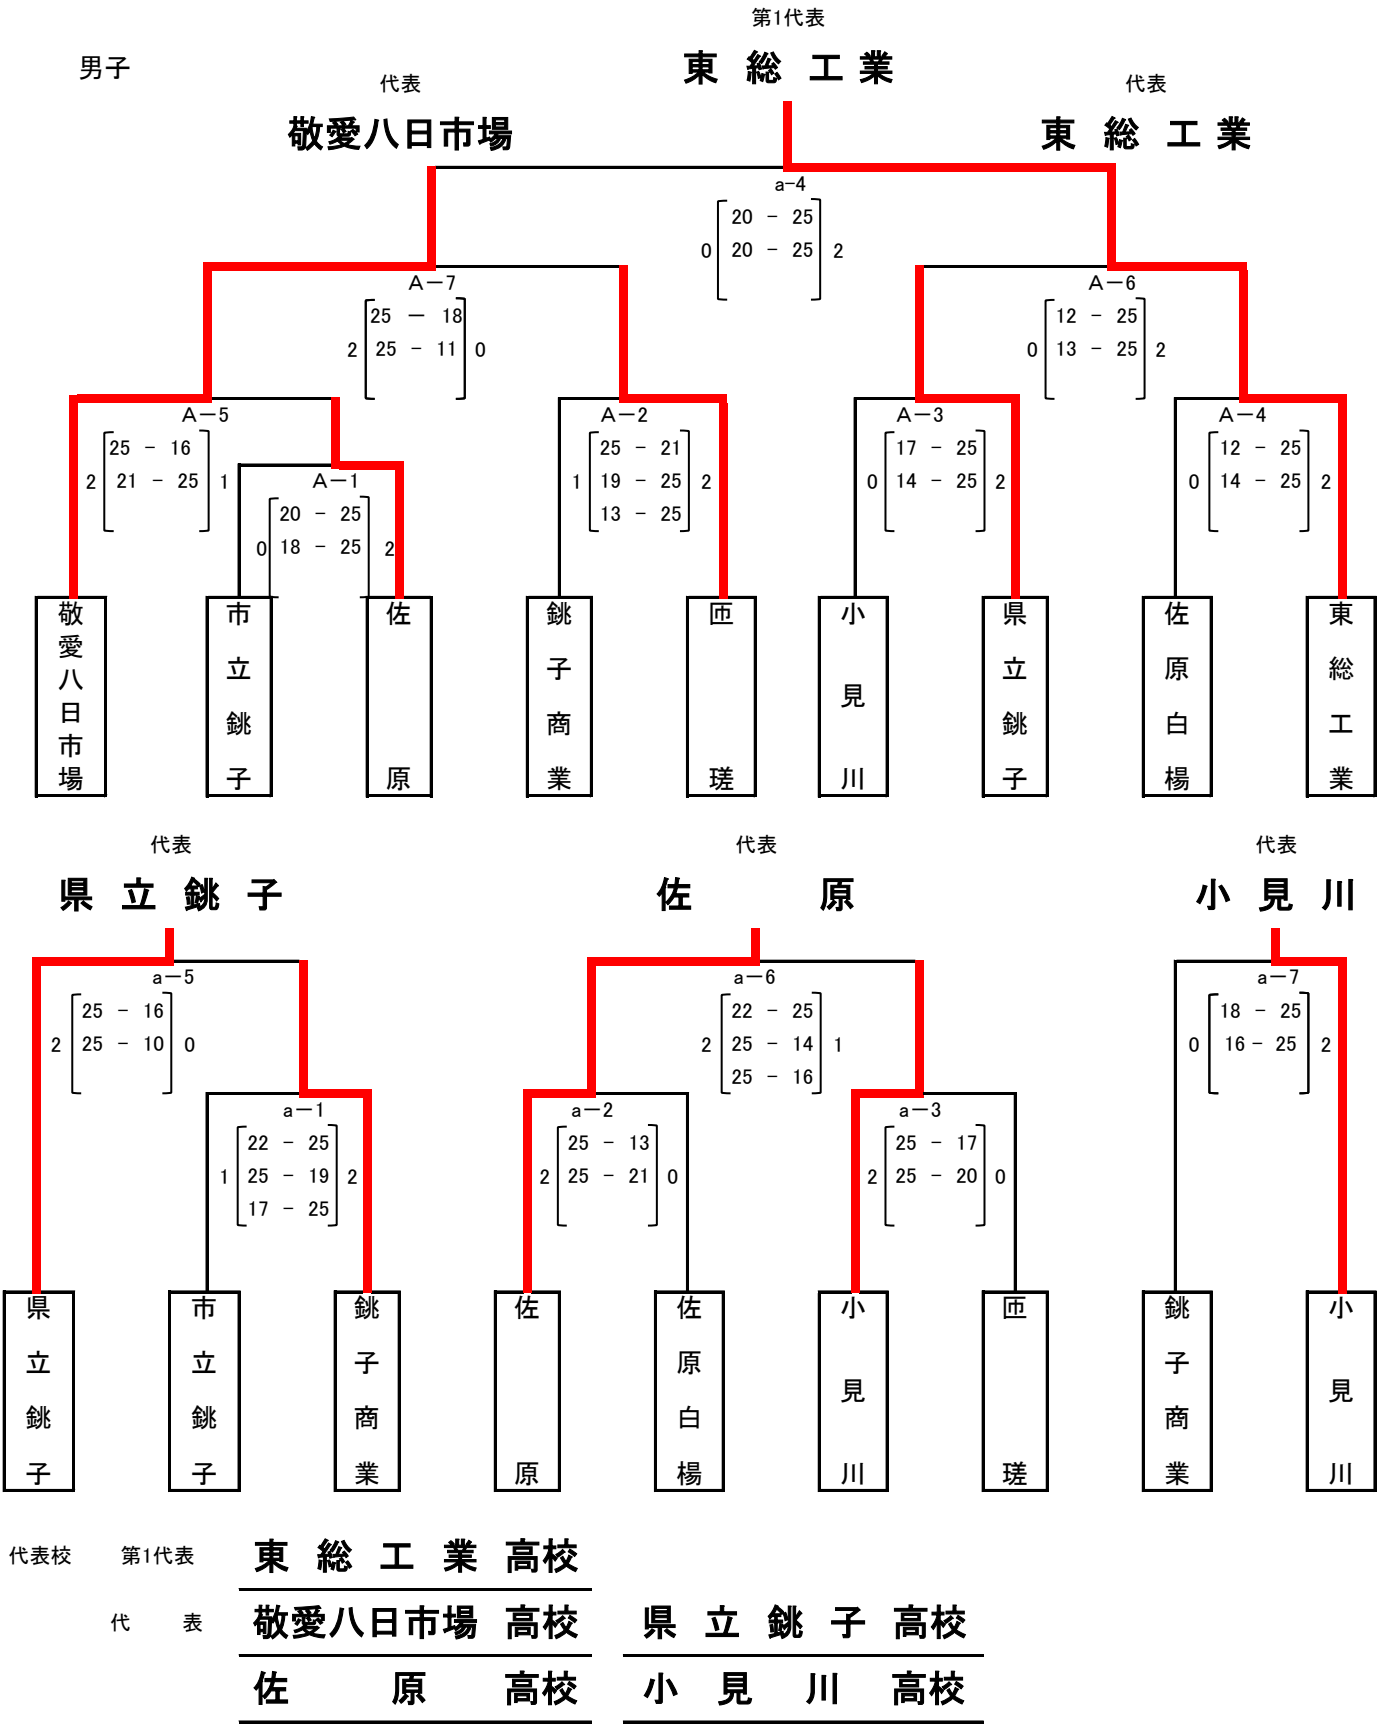 第1代表
男子
東 総 工 業
代表
代表
敬愛八日市場
東 総 工 業
a-4
20 - 25
0 20 - 25 2
A－7
25 － 18
2 25 - 11 0
A－6
12 - 25
0 13 - 25 2
A－5
25 - 16
2 21 - 25 1
A－1
20 - 25
0 18 - 25 2
A－2
25 - 21
1 19 - 25 2
13 - 25
A－3
17 - 25
0 14 - 25 2
A－4
12 - 25
0 14 - 25 2
敬愛八日市場
市立銚子
佐原
銚子商業
匝瑳
小見川
県立銚子
佐原白楊
東総工業
代表
県 立 銚 子
代表
佐 原
代表
小 見 川
a－5
25 - 16
2 25 - 10 0
a－6
22 - 25
2 25 - 14 1
25 - 16
a－7
18 - 25
0 16 - 25 2
a－1
22 - 25
1 25 - 19 2
17 - 25
a－2
25 - 13
2 25 - 21 0
a－3
25 - 17
2 25 - 20 0
県立銚子
市立銚子
銚子商業
佐原
佐原白楊
小見川
匝瑳
銚子商業
小見川
代表校 第1代表 東 総 工 業 高校
代 表 敬愛八日市場 高校 県 立 銚 子 高校
佐 原 高校 小 見 川 高校